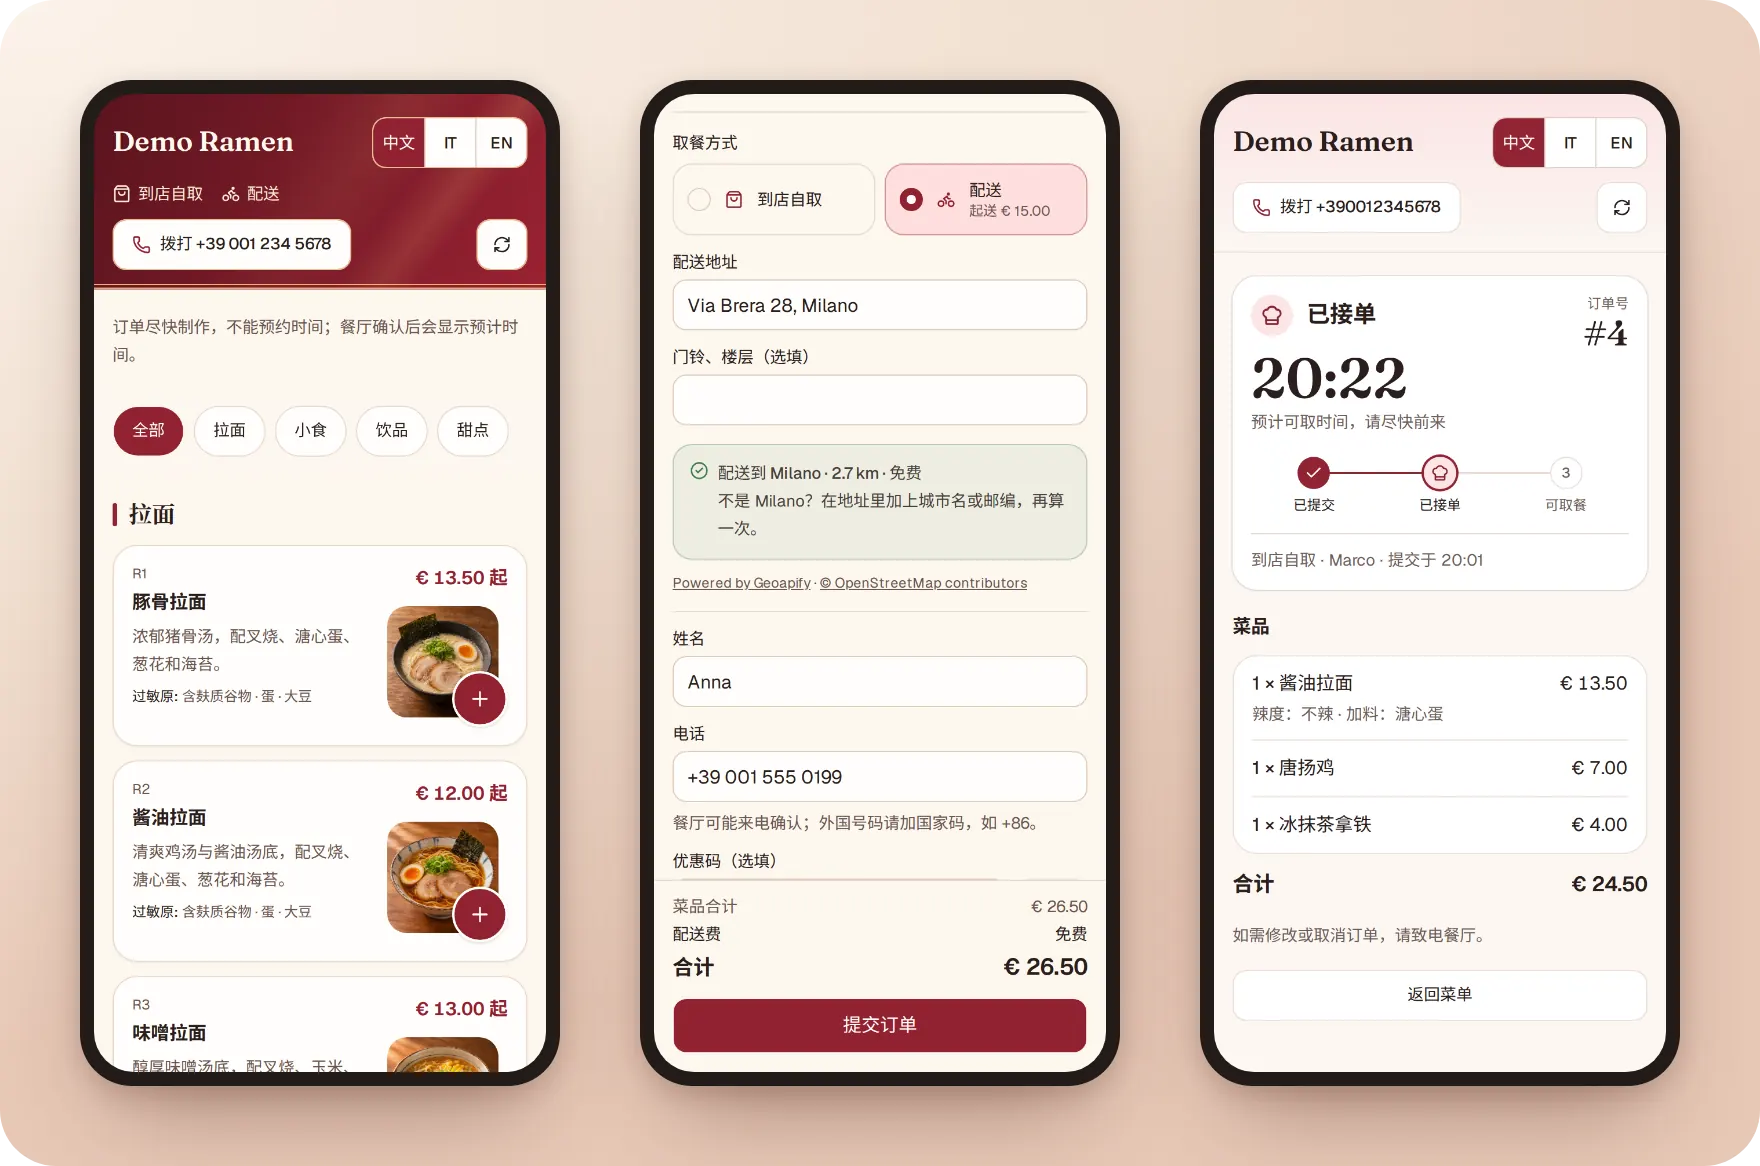 Demo Ramen
中文 IT EN
到店自取 配送
拨打 +39 001 234 5678
订单尽快制作，不能预约时间；餐厅确认后会显示预计时
间。
全部 拉面 小食 饮品 甜点
拉面
R1
€ 13.50 起
豚骨拉面
浓郁猪骨汤，配叉烧、溏心蛋、
葱花和海苔。
过敏原: 含麸质谷物 · 蛋 · 大豆
R2
€ 12.00 起
酱油拉面
清爽鸡汤与酱油汤底，配叉烧、
溏心蛋、葱花和海苔。
过敏原: 含麸质谷物 · 蛋 · 大豆
R3
€ 13.00 起
味噌拉面
醇厚味噌汤底，配叉烧、玉米、
取餐方式
到店自取
配送
起送 € 15.00
配送地址
Via Brera 28, Milano
门铃、楼层（选填）
配送到 Milano · 2.7 km · 免费
不是 Milano？在地址里加上城市名或邮编，再算
一次。
Powered by Geoapify · © OpenStreetMap contributors
姓名
Anna
电话
+39 001 555 0199
餐厅可能来电确认；外国号码请加国家码，如 +86。
优惠码（选填）
菜品合计 € 26.50
配送费 免费
合计 € 26.50
提交订单
Demo Ramen
中文 IT EN
拨打 +390012345678
已接单
订单号
#4
20:22
预计可取时间，请尽快前来
3
已提交 已接单 可取餐
到店自取 · Marco · 提交于 20:01
菜品
1 × 酱油拉面 € 13.50
辣度：不辣 · 加料：溏心蛋
1 × 唐扬鸡 € 7.00
1 × 冰抹茶拿铁 € 4.00
合计 € 24.50
如需修改或取消订单，请致电餐厅。
返回菜单